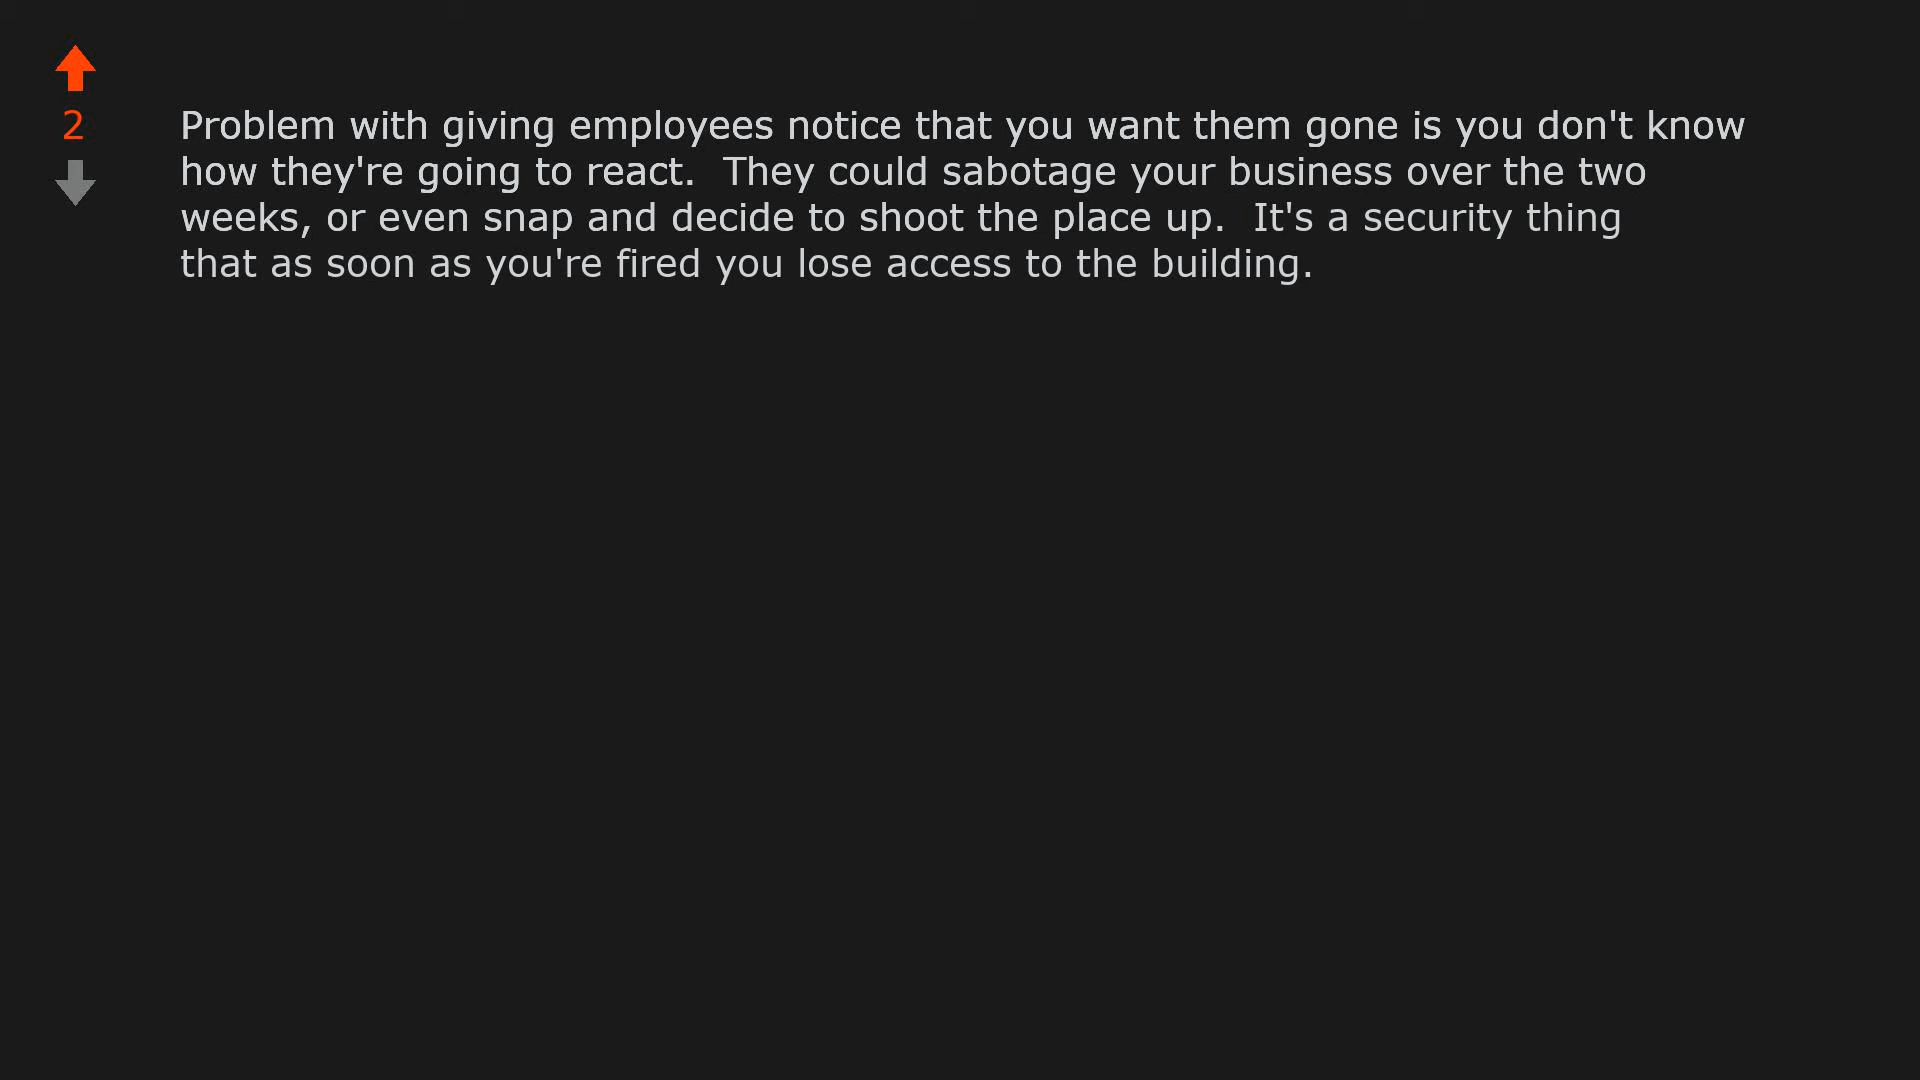 2
Problem with giving employees notice that you want them gone is you don't know
how they're going to react.  They could sabotage your business over the two
weeks, or even snap and decide to shoot the place up.  It's a security thing
that as soon as you're fired you lose access to the building.